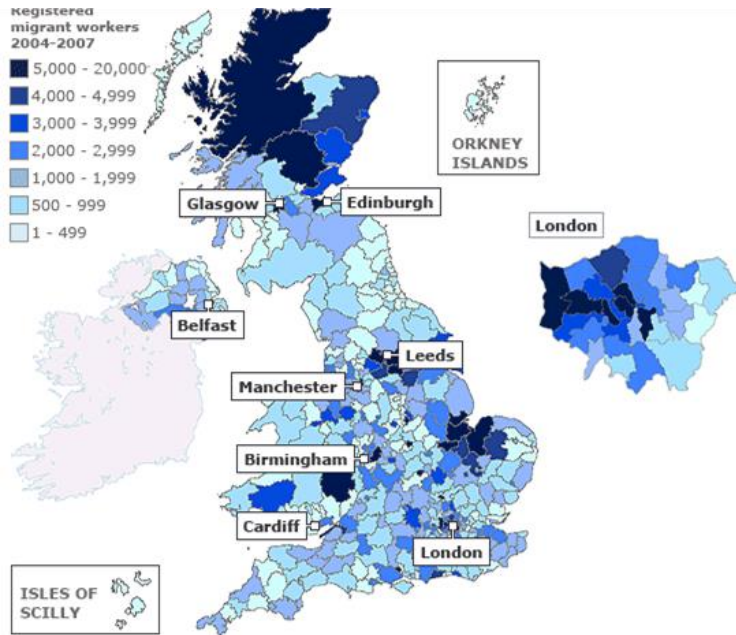 Registered
migrant workers
2004-2007
5,000 - 20,000
4,000 - 4,999
3,000 - 3,999
2,000 - 2,999
1,000 - 1,999
500 - 999
1 - 499
ORKNEY
ISLANDS
Glasgow
Edinburgh
London
Belfast
Leeds
Manchester
Birmingham
Cardiff
London
ISLES OF
SCILLY